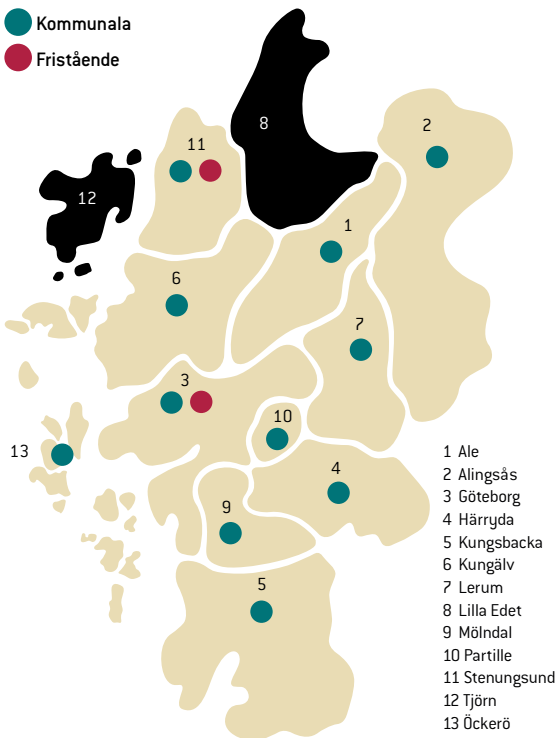 Kommunala
Fristående
8
2
11
12
1
6
7
3
10
13
4
9
5
1 Ale
2 Alingsås
3 Göteborg
4 Härryda
5 Kungsbacka
6 Kungälv
7 Lerum
8 Lilla Edet
9 Mölndal
10 Partille
11 Stenungsund
12 Tjörn
13 Öckerö